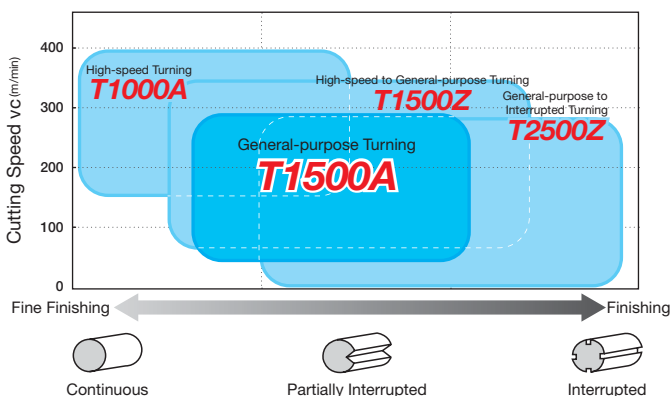 Cutting Speed vc(m/min)
400
300
200
100
0
High-speed Turning
T1000A
High-speed to General-purpose Turning
T1500Z
General-purpose to
Interrupted Turning
T2500Z
General-purpose Turning
T1500A
Fine Finishing
Finishing
Continuous
Partially Interrupted
Interrupted